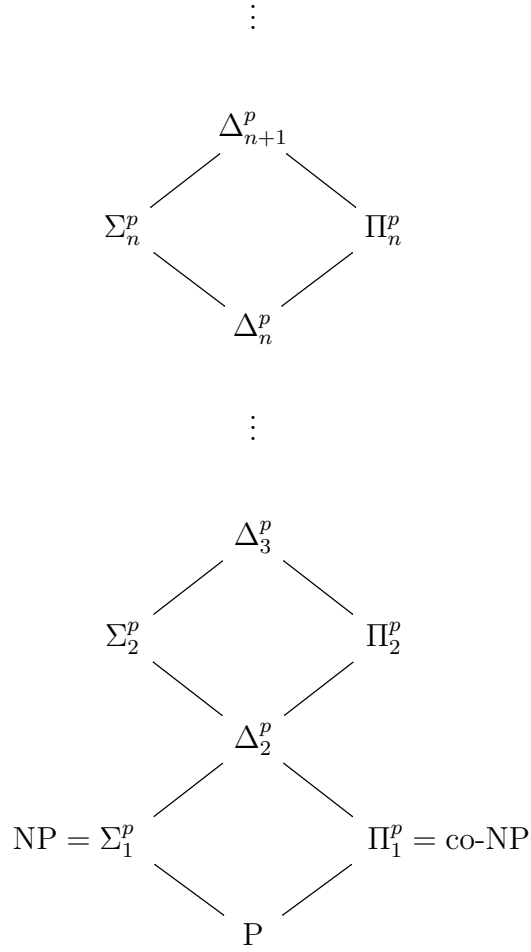 ⋮
Δ^p_{n+1}
Σ^p_n Π^p_n
Δ^p_n
⋮
Δ^p_3
Σ^p_2 Π^p_2
Δ^p_2
NP = Σ^p_1 Π^p_1 = co-NP
P